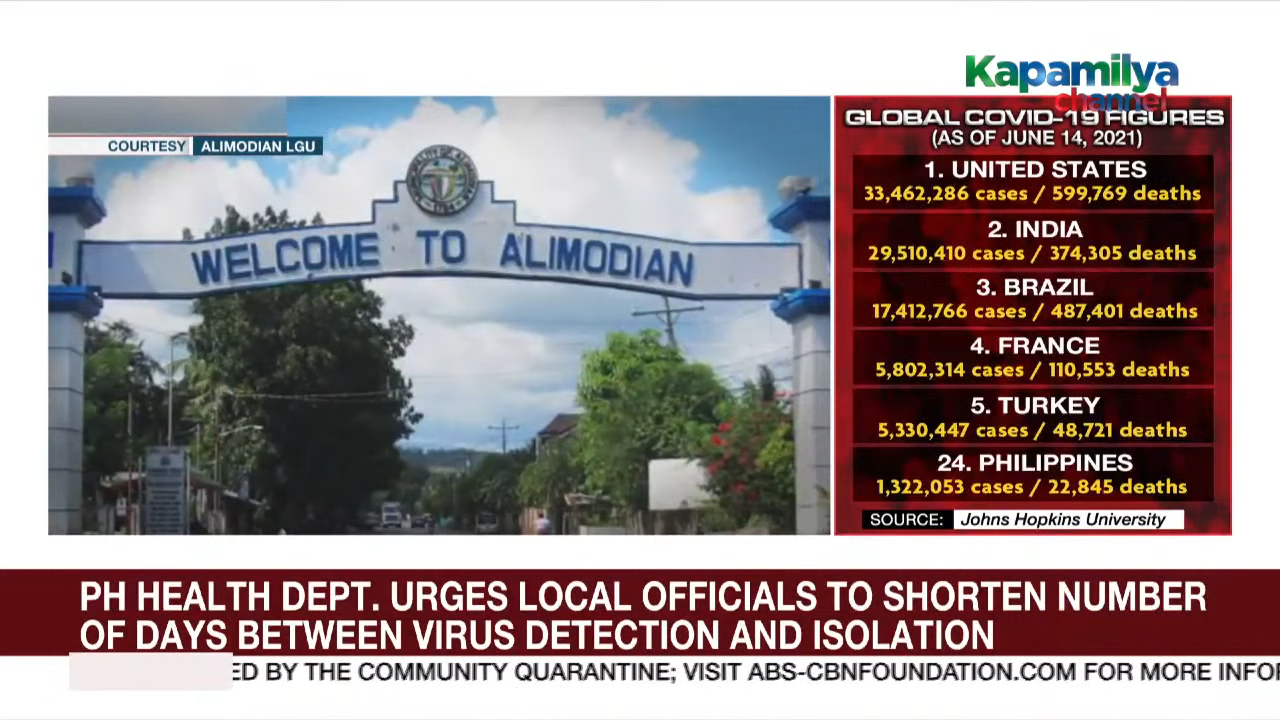 Kapamilya
channel
COURTESY ALIMODIAN LGU
WELCOME TO ALIMODIAN
GLOBAL COVID-19 FIGURES
(AS OF JUNE 14, 2021)
1. UNITED STATES
33,462,286 cases / 599,769 deaths
2. INDIA
29,510,410 cases / 374,305 deaths
3. BRAZIL
17,412,766 cases / 487,401 deaths
4. FRANCE
5,802,314 cases / 110,553 deaths
5. TURKEY
5,330,447 cases / 48,721 deaths
24. PHILIPPINES
1,322,053 cases / 22,845 deaths
SOURCE: Johns Hopkins University
PH HEALTH DEPT. URGES LOCAL OFFICIALS TO SHORTEN NUMBER
OF DAYS BETWEEN VIRUS DETECTION AND ISOLATION
ED BY THE COMMUNITY QUARANTINE; VISIT ABS-CBNFOUNDATION.COM FOR MORE INFO